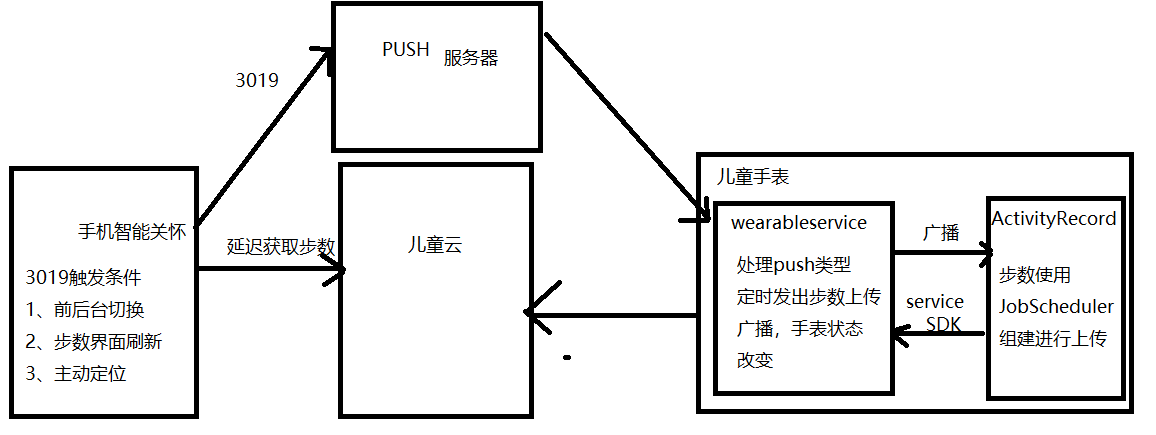 PUSH 服务器
3019
手机智能关怀
3019触发条件
1、前后台切换
2、步数界面刷新
3、主动定位
延迟获取步数
儿童云
儿童手表
wearableservice
处理push类型
定时发出步数上传
广播，手表状态
改变
广播
service
SDK
ActivityRecord
步数使用
JobScheduler
组建进行上传